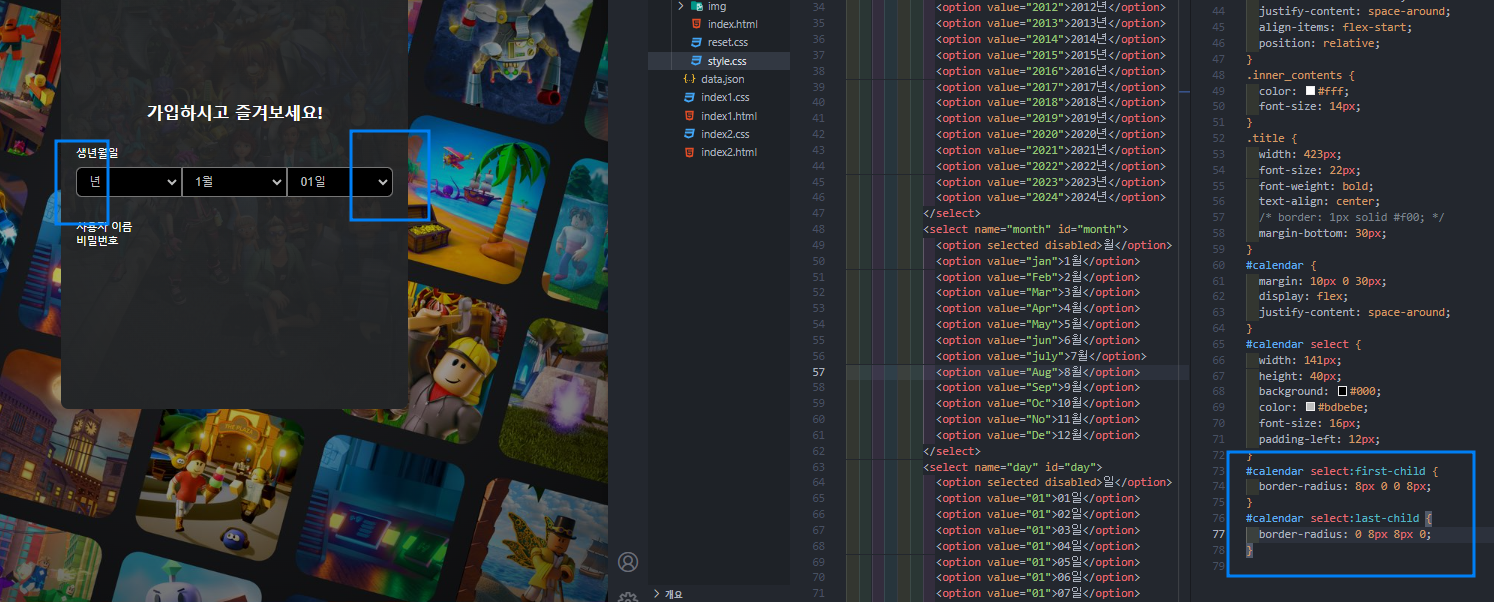 가입하시고 즐겨보세요!
생년월일
년
1월
01일
사용자 이름
비밀번호
THE PLAZA
img
index.html
reset.css
style.css
data.json
index1.css
index1.html
index2.css
index2.html
개요
34 <option value="2012">2012년</option>
35 <option value="2013">2013년</option>
36 <option value="2014">2014년</option>
37 <option value="2015">2015년</option>
38 <option value="2016">2016년</option>
39 <option value="2017">2017년</option>
40 <option value="2018">2018년</option>
41 <option value="2019">2019년</option>
42 <option value="2020">2020년</option>
43 <option value="2021">2021년</option>
44 <option value="2022">2022년</option>
45 <option value="2023">2023년</option>
46 <option value="2024">2024년</option>
47 </select>
48 <select name="month" id="month">
49 <option selected disabled>월</option>
50 <option value="jan">1월</option>
51 <option value="Feb">2월</option>
52 <option value="Mar">3월</option>
53 <option value="Apr">4월</option>
54 <option value="May">5월</option>
55 <option value="jun">6월</option>
56 <option value="july">7월</option>
57 <option value="Aug">8월</option>
58 <option value="Sep">9월</option>
59 <option value="Oc">10월</option>
60 <option value="No">11월</option>
61 <option value="De">12월</option>
62 </select>
63 <select name="day" id="day">
64 <option selected disabled>일</option>
65 <option value="01">01일</option>
66 <option value="01">02일</option>
67 <option value="01">03일</option>
68 <option value="01">04일</option>
69 <option value="01">05일</option>
70 <option value="01">06일</option>
71 <option value="01">07일</option>
44 justify-content: space-around;
45 align-items: flex-start;
46 position: relative;
47 }
48 .inner_contents {
49 color: #fff;
50 font-size: 14px;
51 }
52 .title {
53 width: 423px;
54 font-size: 22px;
55 font-weight: bold;
56 text-align: center;
57 /* border: 1px solid #f00; */
58 margin-bottom: 30px;
59 }
60 #calendar {
61 margin: 10px 0 30px;
62 display: flex;
63 justify-content: space-around;
64 }
65 #calendar select {
66 width: 141px;
67 height: 40px;
68 background: #000;
69 color: #bdbebe;
70 font-size: 16px;
71 padding-left: 12px;
72 }
73 #calendar select:first-child {
74 border-radius: 8px 0 0 8px;
75 }
76 #calendar select:last-child {
77 border-radius: 0 8px 8px 0;
78 }
79